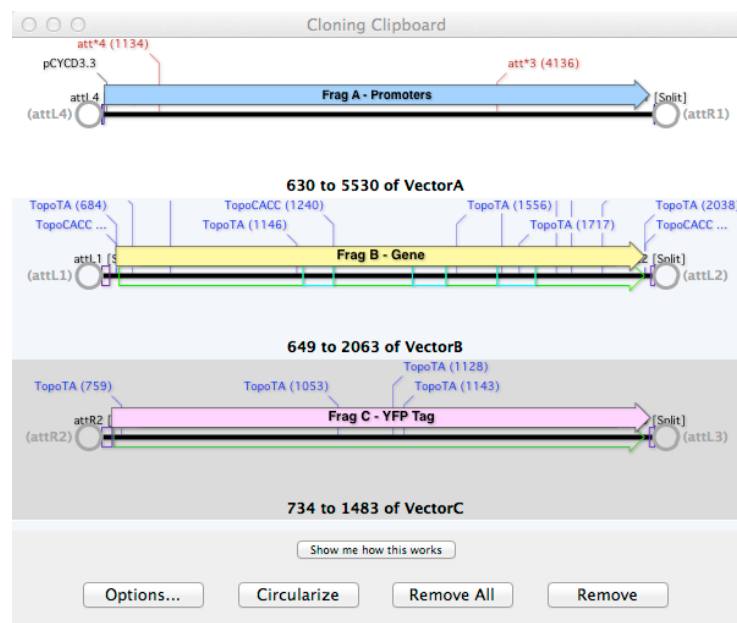 Cloning Clipboard
att*4 (1134)
pCYCD3.3
att*3 (4136)
attL4
Frag A - Promoters
[Split]
(attL4)
(attR1)
630 to 5530 of VectorA
TopoTA (684)
TopoCACC (1240)
TopoTA (1556)
TopoTA (2038)
TopoCACC ...
TopoTA (1146)
TopoTA (1717)
TopoCACC ...
attL1
Frag B - Gene
[Split]
(attL1)
(attL2)
649 to 2063 of VectorB
TopoTA (1128)
TopoTA (759)
TopoTA (1053)
TopoTA (1143)
attR2
Frag C - YFP Tag
[Split]
(attR2)
(attL3)
734 to 1483 of VectorC
Show me how this works
Options...
Circularize
Remove All
Remove